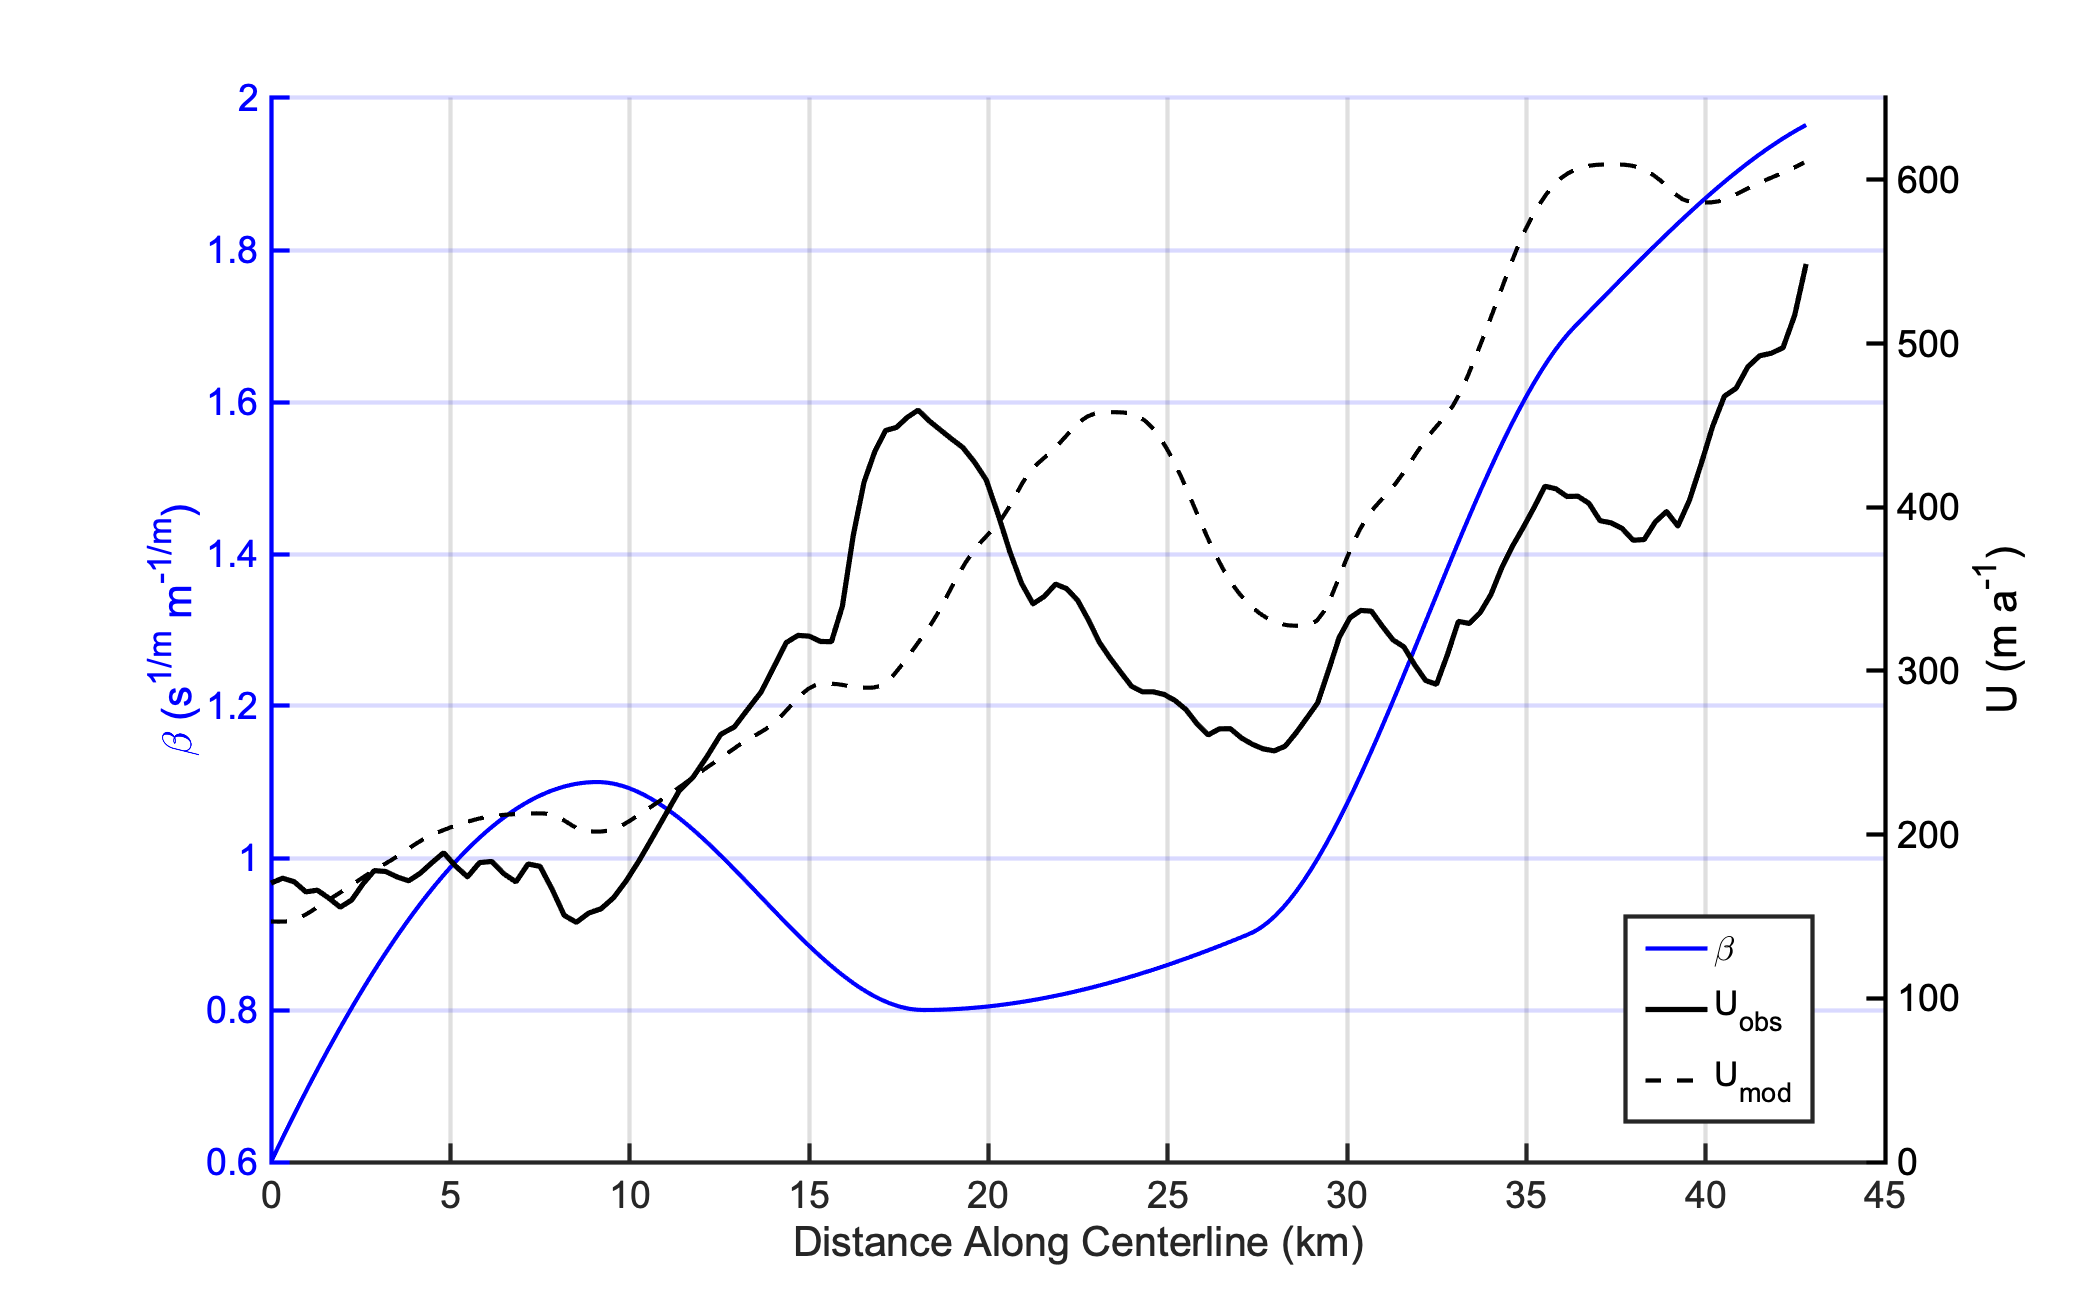 2
1.8
1.6
1.4
1.2
1
0.8
0.6
β (s^1/m m^-1/m)
600
500
400
300
200
100
0
U (m a^-1)
β
U_obs
U_mod
0 5 10 15 20 25 30 35 40 45
Distance Along Centerline (km)